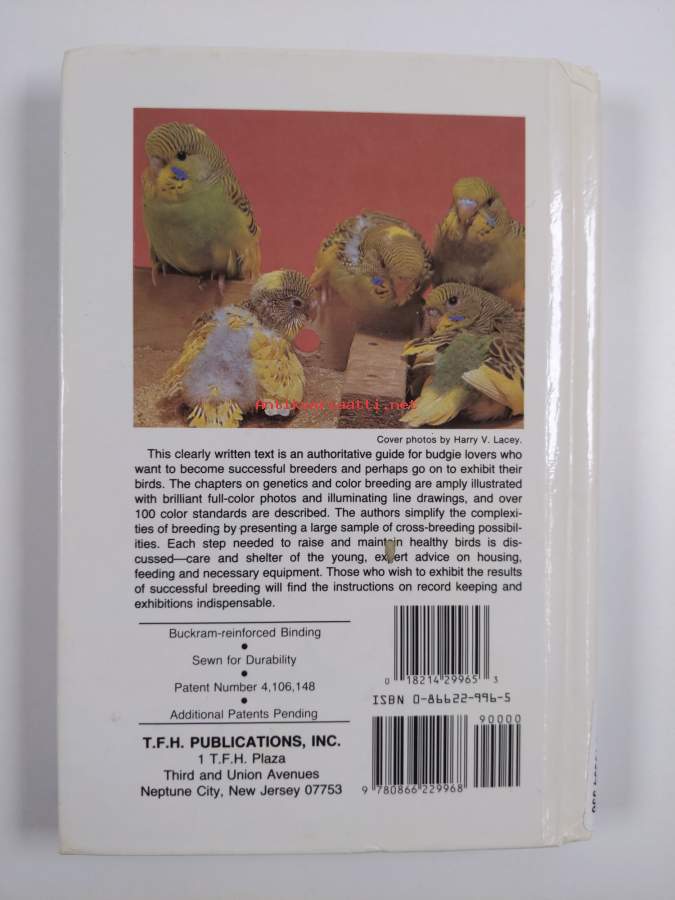 Antikvariaatti.net
Cover photos by Harry V. Lacey.
This clearly written text is an authoritative guide for budgie lovers who
want to become successful breeders and perhaps go on to exhibit their
birds. The chapters on genetics and color breeding are amply illustrated
with brilliant full-color photos and illuminating line drawings, and over
100 color standards are described. The authors simplify the complexi-
ties of breeding by presenting a large sample of cross-breeding possibil-
ities. Each step needed to raise and maintain healthy birds is dis-
cussed—care and shelter of the young, expert advice on housing,
feeding and necessary equipment. Those who wish to exhibit the results
of successful breeding will find the instructions on record keeping and
exhibitions indispensable.
Buckram-reinforced Binding
•
Sewn for Durability
•
Patent Number 4,106,148
•
Additional Patents Pending
T.F.H. PUBLICATIONS, INC.
1 T.F.H. Plaza
Third and Union Avenues
Neptune City, New Jersey 07753
0 18214 29965 3
ISBN 0-86622-996-5
90000
9 780866 229968